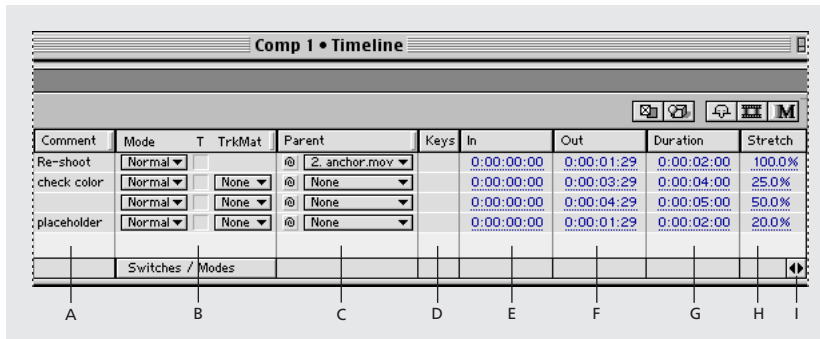 Comp 1 • Timeline
M
Comment Mode T TrkMat Parent Keys In Out Duration Stretch
Re-shoot Normal 2. anchor.mov 0:00:00:00 0:00:01:29 0:00:02:00 100.0%
check color Normal None None 0:00:00:00 0:00:03:29 0:00:04:00 25.0%
Normal None None 0:00:00:00 0:00:04:29 0:00:05:00 50.0%
placeholder Normal None None 0:00:00:00 0:00:01:29 0:00:02:00 20.0%
Switches / Modes
A B C D E F G H I